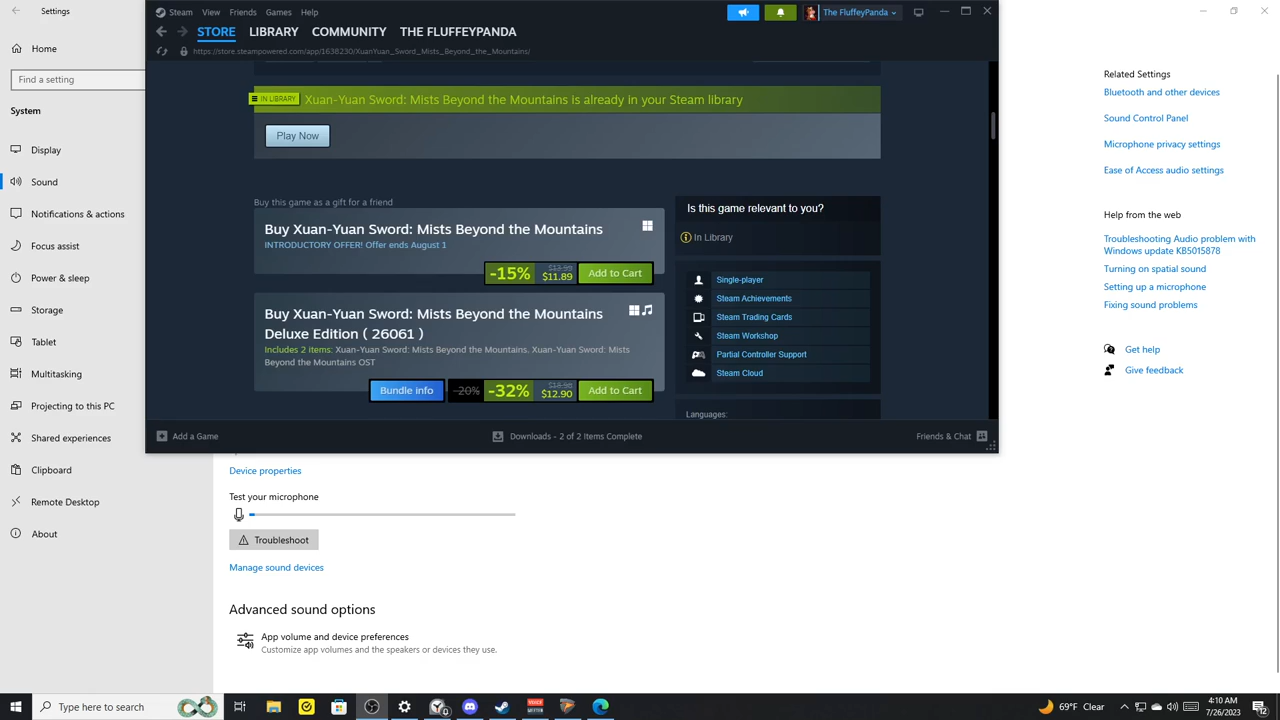 Settings
Home
Find a setting
System
Display
Sound
Notifications & actions
Focus assist
Power & sleep
Storage
Tablet
Multitasking
Projecting to this PC
Shared experiences
Clipboard
Remote Desktop
About
Steam View Friends Games Help
The FluffeyPanda
STORE LIBRARY COMMUNITY THE FLUFFEYPANDA
https://store.steampowered.com/app/1638230/XuanYuan_Sword_Mists_Beyond_the_Mountains/
IN LIBRARY Xuan-Yuan Sword: Mists Beyond the Mountains is already in your Steam library
Play Now
Buy this game as a gift for a friend
Buy Xuan-Yuan Sword: Mists Beyond the Mountains
INTRODUCTORY OFFER! Offer ends August 1
-15% $13.99 $11.89 Add to Cart
Buy Xuan-Yuan Sword: Mists Beyond the Mountains
Deluxe Edition ( 26061 )
Includes 2 items: Xuan-Yuan Sword: Mists Beyond the Mountains, Xuan-Yuan Sword: Mists
Beyond the Mountains OST
Bundle info -20% -32% $18.98 $12.90 Add to Cart
Is this game relevant to you?
In Library
Single-player
Steam Achievements
Steam Trading Cards
Steam Workshop
Partial Controller Support
Steam Cloud
Languages:
Add a Game
Downloads - 2 of 2 Items Complete
Friends & Chat
Device properties
Test your microphone
Troubleshoot
Manage sound devices
Advanced sound options
App volume and device preferences
Customize app volumes and the speakers or devices they use.
Related Settings
Bluetooth and other devices
Sound Control Panel
Microphone privacy settings
Ease of Access audio settings
Help from the web
Troubleshooting Audio problem with
Windows update KB5015878
Turning on spatial sound
Setting up a microphone
Fixing sound problems
Get help
Give feedback
Type here to search
69°F Clear
4:10 AM
7/26/2023
12